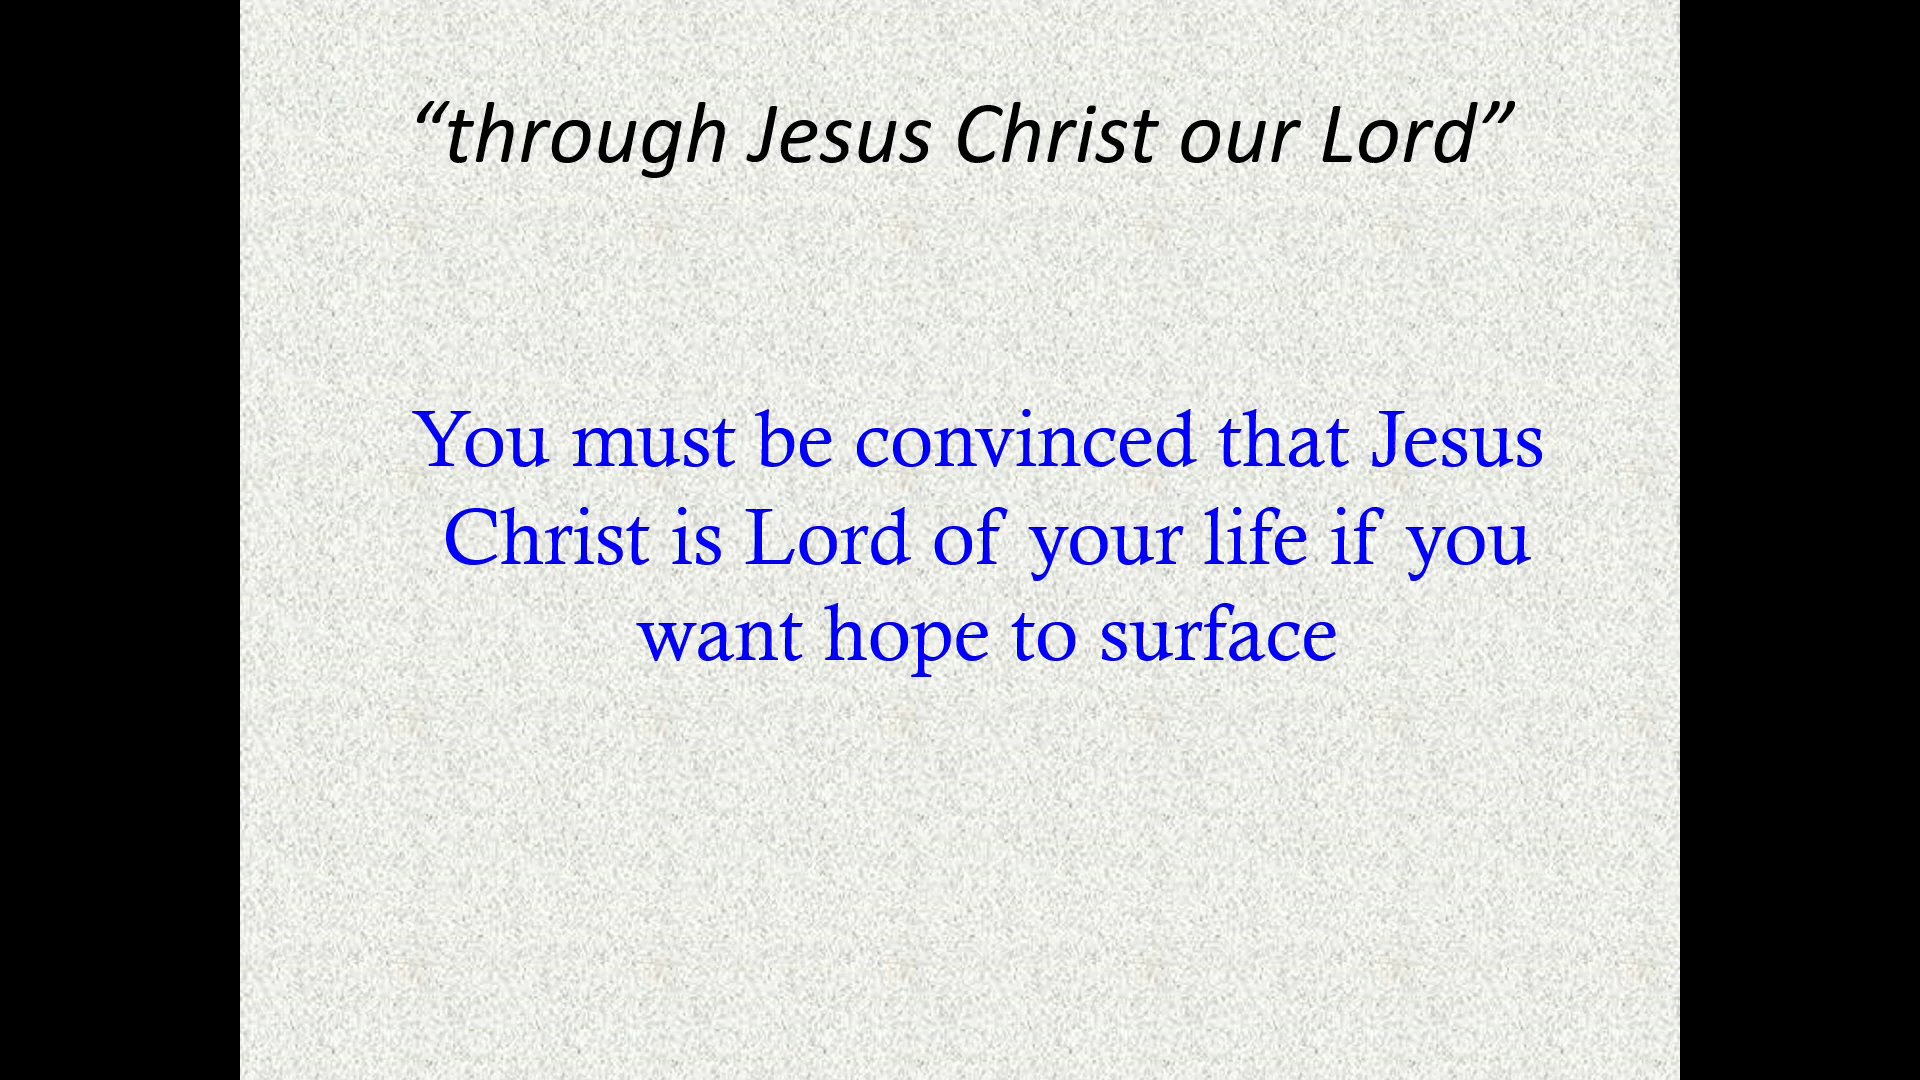 “through Jesus Christ our Lord”
You must be convinced that Jesus
Christ is Lord of your life if you
want hope to surface